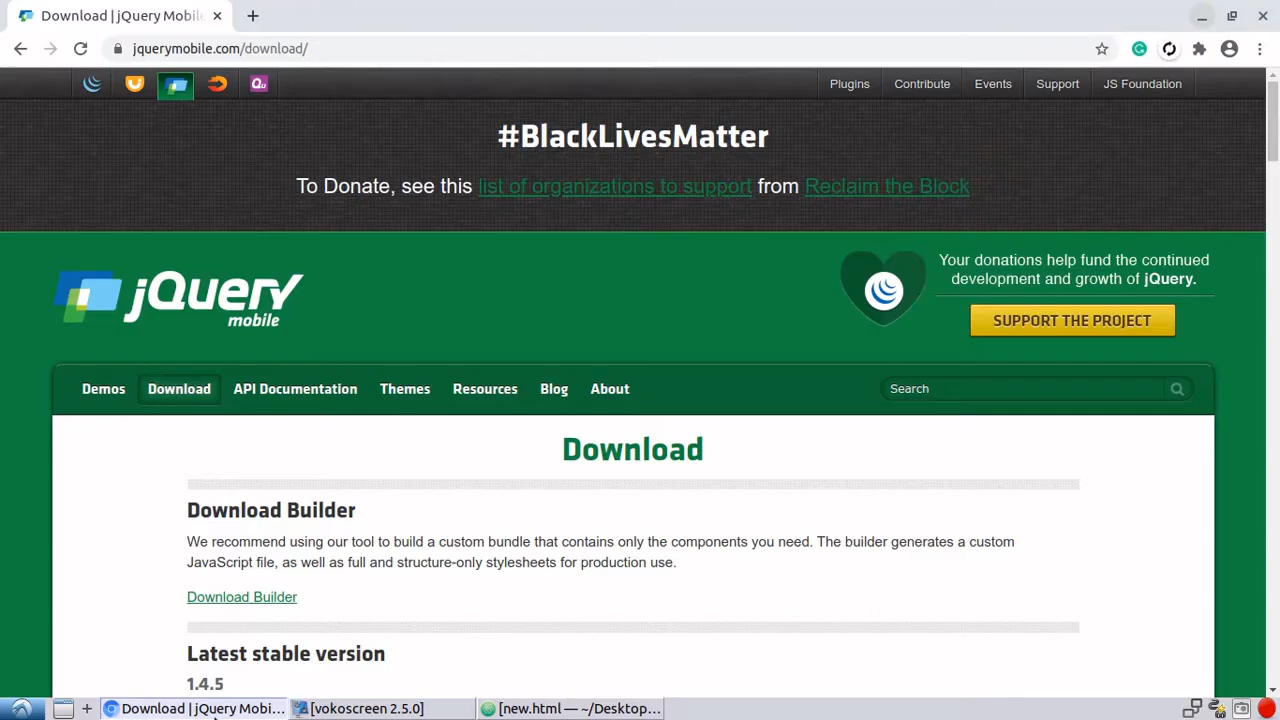 Download | jQuery Mobile
jquerymobile.com/download/
Qu
Plugins
Contribute
Events
Support
JS Foundation
#BlackLivesMatter
To Donate, see this list of organizations to support from Reclaim the Block
jQuery
mobile
Your donations help fund the continued
development and growth of jQuery.
SUPPORT THE PROJECT
Demos
Download
API Documentation
Themes
Resources
Blog
About
Search
Download
Download Builder
We recommend using our tool to build a custom bundle that contains only the components you need. The builder generates a custom
JavaScript file, as well as full and structure-only stylesheets for production use.
Download Builder
Latest stable version
1.4.5
Download | jQuery Mobi...
[vokoscreen 2.5.0]
[new.html — ~/Desktop...